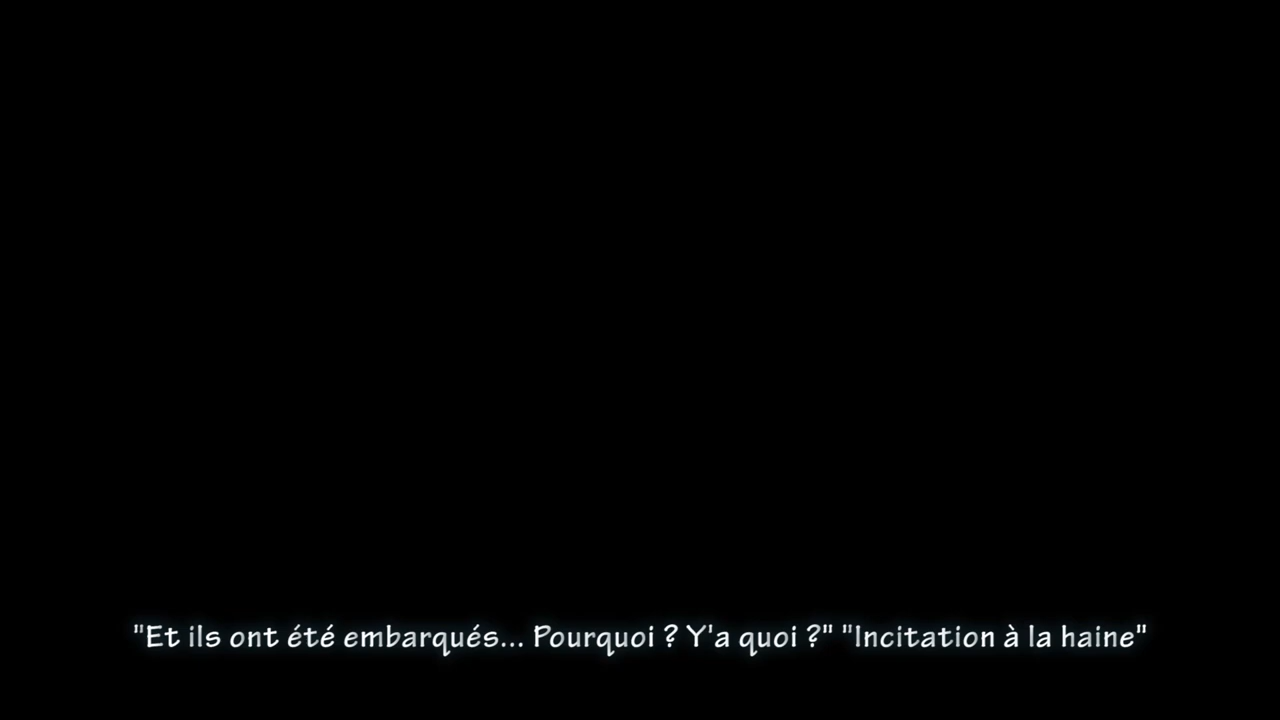 "Et ils ont été embarqués... Pourquoi ? Y'a quoi ?" "Incitation à la haine"